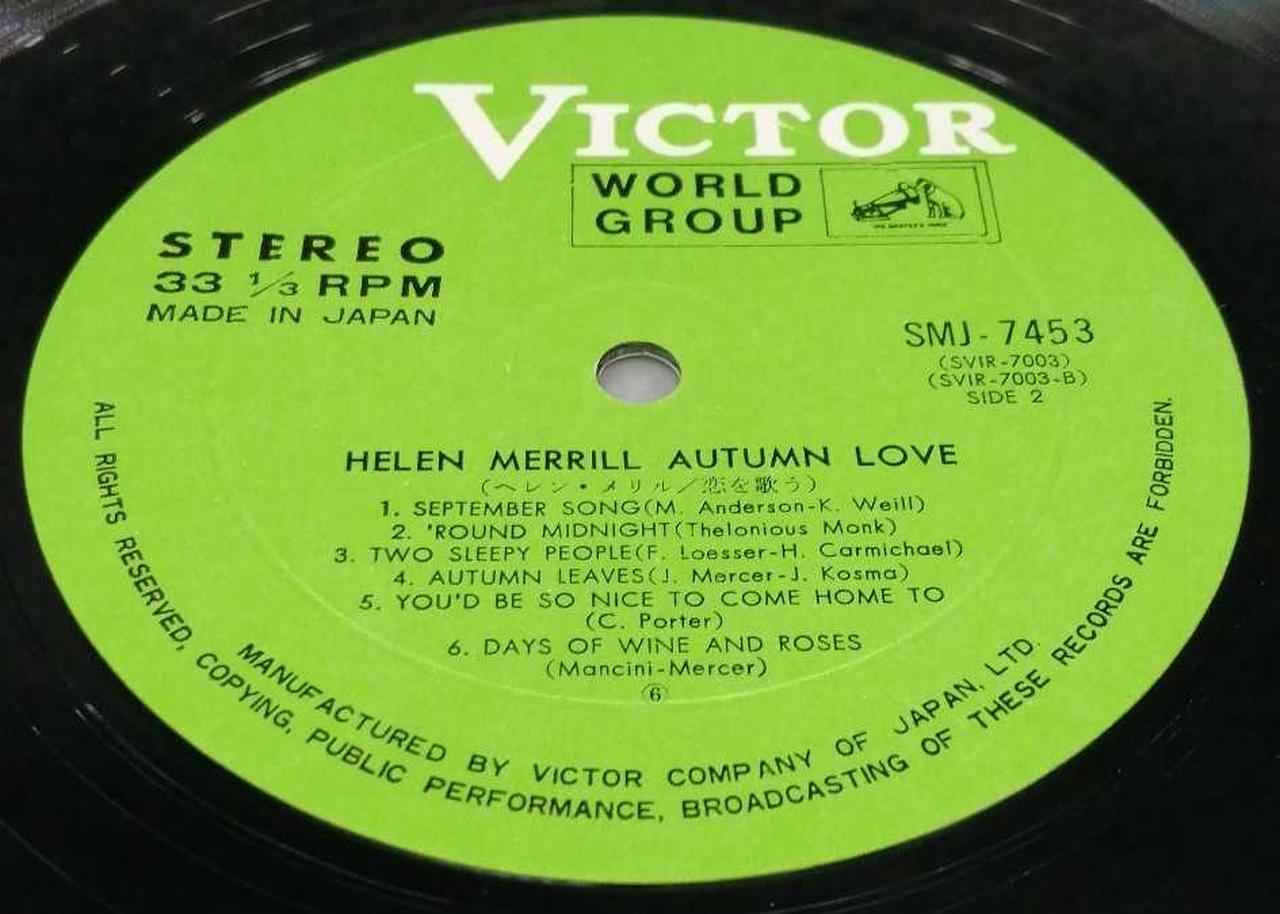 VICTOR
WORLD
GROUP
HIS MASTER'S VOICE
STEREO
33 1/3 RPM
MADE IN JAPAN
SMJ-7453
(SVIR-7003)
(SVIR-7003-B)
SIDE 2
HELEN MERRILL AUTUMN LOVE
(ヘレン・メリル/恋を歌う)
1. SEPTEMBER SONG(M. Anderson-K. Weill)
2. 'ROUND MIDNIGHT(Thelonious Monk)
3. TWO SLEEPY PEOPLE(F. Loesser-H. Carmichael)
4. AUTUMN LEAVES(J. Mercer-J. Kosma)
5. YOU'D BE SO NICE TO COME HOME TO
(C. Porter)
6. DAYS OF WINE AND ROSES
(Mancini-Mercer)
⑥
MANUFACTURED BY VICTOR COMPANY OF JAPAN, LTD.
ALL RIGHTS RESERVED, COPYING, PUBLIC PERFORMANCE, BROADCASTING OF THESE RECORDS ARE FORBIDDEN.